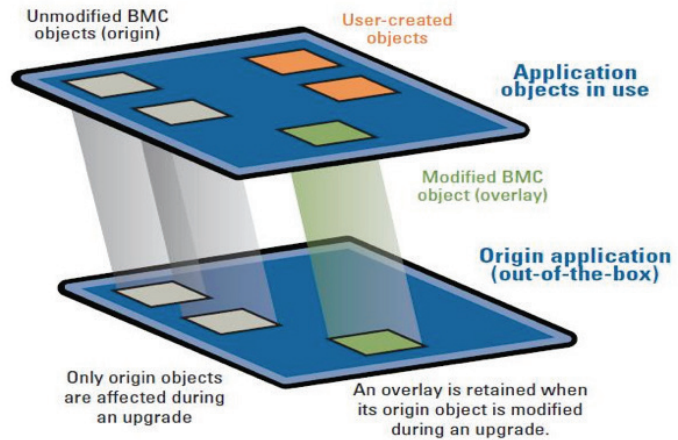 Unmodified BMC
objects (origin)
User-created
objects
Application
objects in use
Modified BMC
object (overlay)
Origin application
(out-of-the-box)
Only origin objects
are affected during
an upgrade
An overlay is retained when
its origin object is modified
during an upgrade.